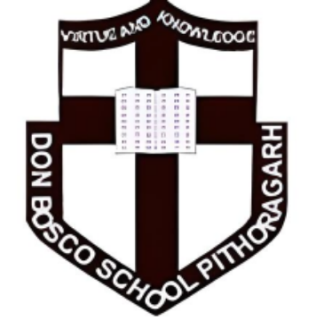 VIRTUE AND KNOWLEDGE
DON BOSCO SCHOOL PITHORAGARH